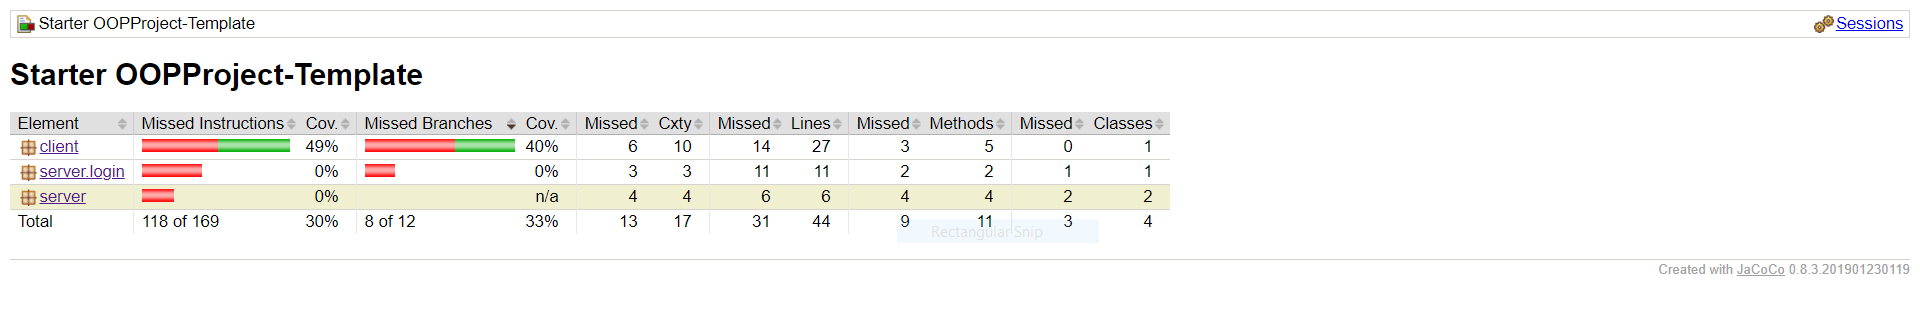 Starter OOPProject-Template Sessions
Starter OOPProject-Template
Element Missed Instructions Cov. Missed Branches Cov. Missed Cxty Missed Lines Missed Methods Missed Classes
client 49% 40% 6 10 14 27 3 5 0 1
server.login 0% 0% 3 3 11 11 2 2 1 1
server 0% n/a 4 4 6 6 4 4 2 2
Total 118 of 169 30% 8 of 12 33% 13 17 31 44 9 11 3 4
Rectangular Snip
Created with JaCoCo 0.8.3.201901230119